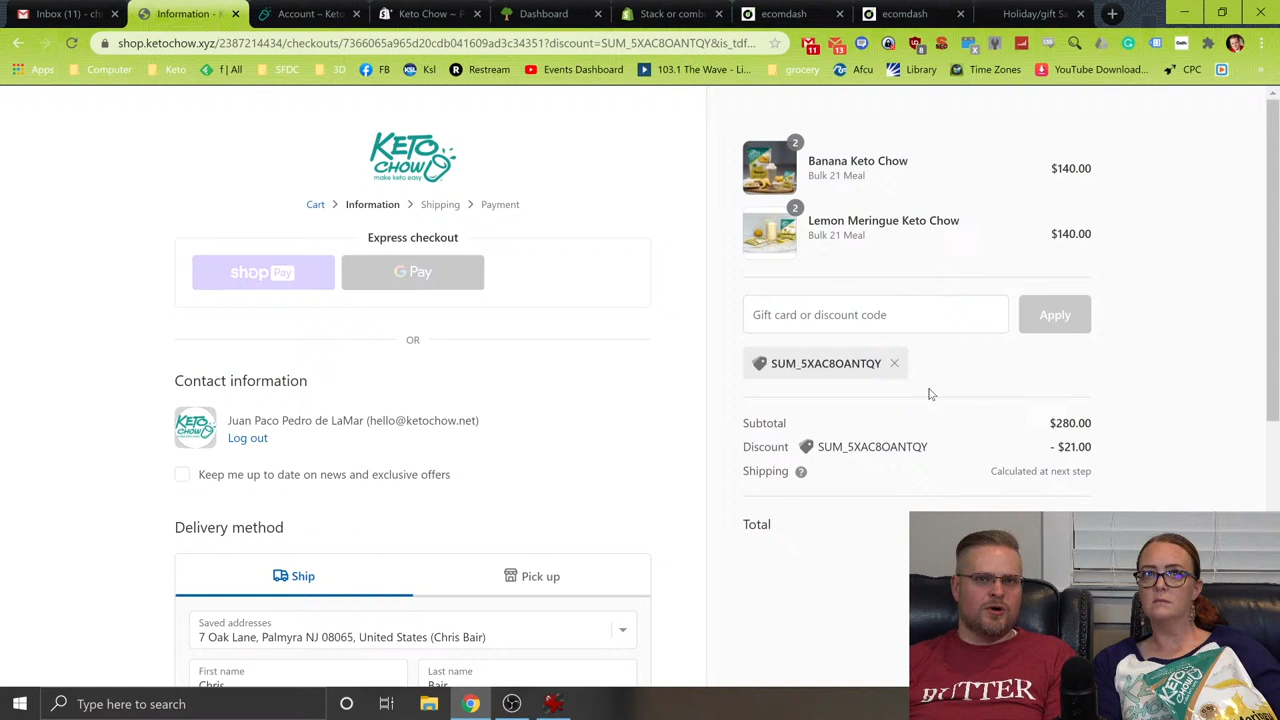 Inbox (11) - ch
Information - K
Account – Keto
Keto Chow ~ P
Dashboard
Stack or comb
ecomdash
ecomdash
Holiday/gift Sa
shop.ketochow.xyz/2387214434/checkouts/7366065a965d20cdb041609ad3c34351?discount=SUM_5XAC8OANTQY&is_tdf...
Apps
Computer
Keto
f | All
SFDC
3D
FB
Ksl
Restream
Events Dashboard
103.1 The Wave - Li...
grocery
Afcu
Library
Time Zones
YouTube Download...
CPC
KETO
CHOW
make keto easy
Cart > Information > Shipping > Payment
Express checkout
shop Pay
G Pay
OR
Contact information
Juan Paco Pedro de LaMar (hello@ketochow.net)
Log out
Keep me up to date on news and exclusive offers
Delivery method
Ship
Pick up
Saved addresses
7 Oak Lane, Palmyra NJ 08065, United States (Chris Bair)
First name
Chris
Last name
Bair
2
Banana Keto Chow
Bulk 21 Meal
$140.00
2
Lemon Meringue Keto Chow
Bulk 21 Meal
$140.00
Gift card or discount code
Apply
SUM_5XAC8OANTQY
Subtotal
$280.00
Discount SUM_5XAC8OANTQY
- $21.00
Shipping
Calculated at next step
Total
BUTTER
KETO
CHOW
Type here to search